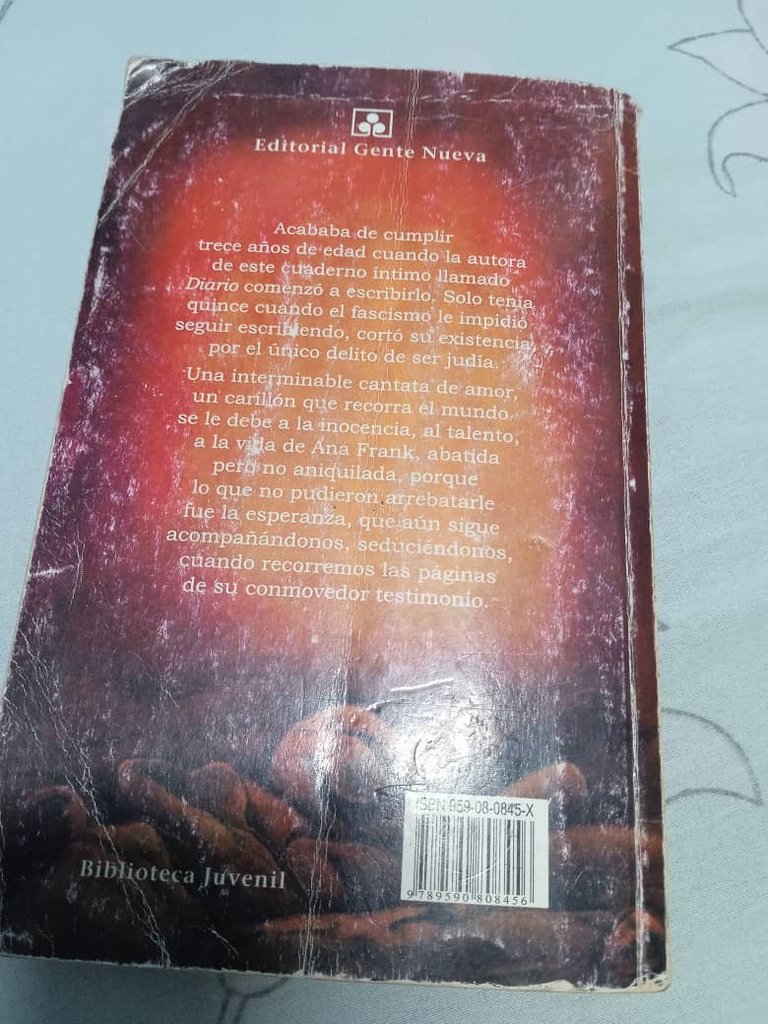 Editorial Gente Nueva
Acababa de cumplir
trece años de edad cuando la autora
de este cuaderno íntimo llamado
Diario comenzó a escribirlo. Solo tenía
quince cuando el fascismo le impidió
seguir escribiendo, cortó su existencia
por el único delito de ser judía.
Una interminable cantata de amor,
un carillón que recorra el mundo
se le debe a la inocencia, al talento,
a la vida de Ana Frank, abatida
pero no aniquilada, porque
lo que no pudieron arrebatarle
fue la esperanza, que aún sigue
acompañándonos, seduciéndonos,
cuando recorremos las páginas
de su conmovedor testimonio.
ISBN 959-08-0845-X
9 789590 808456
Biblioteca Juvenil